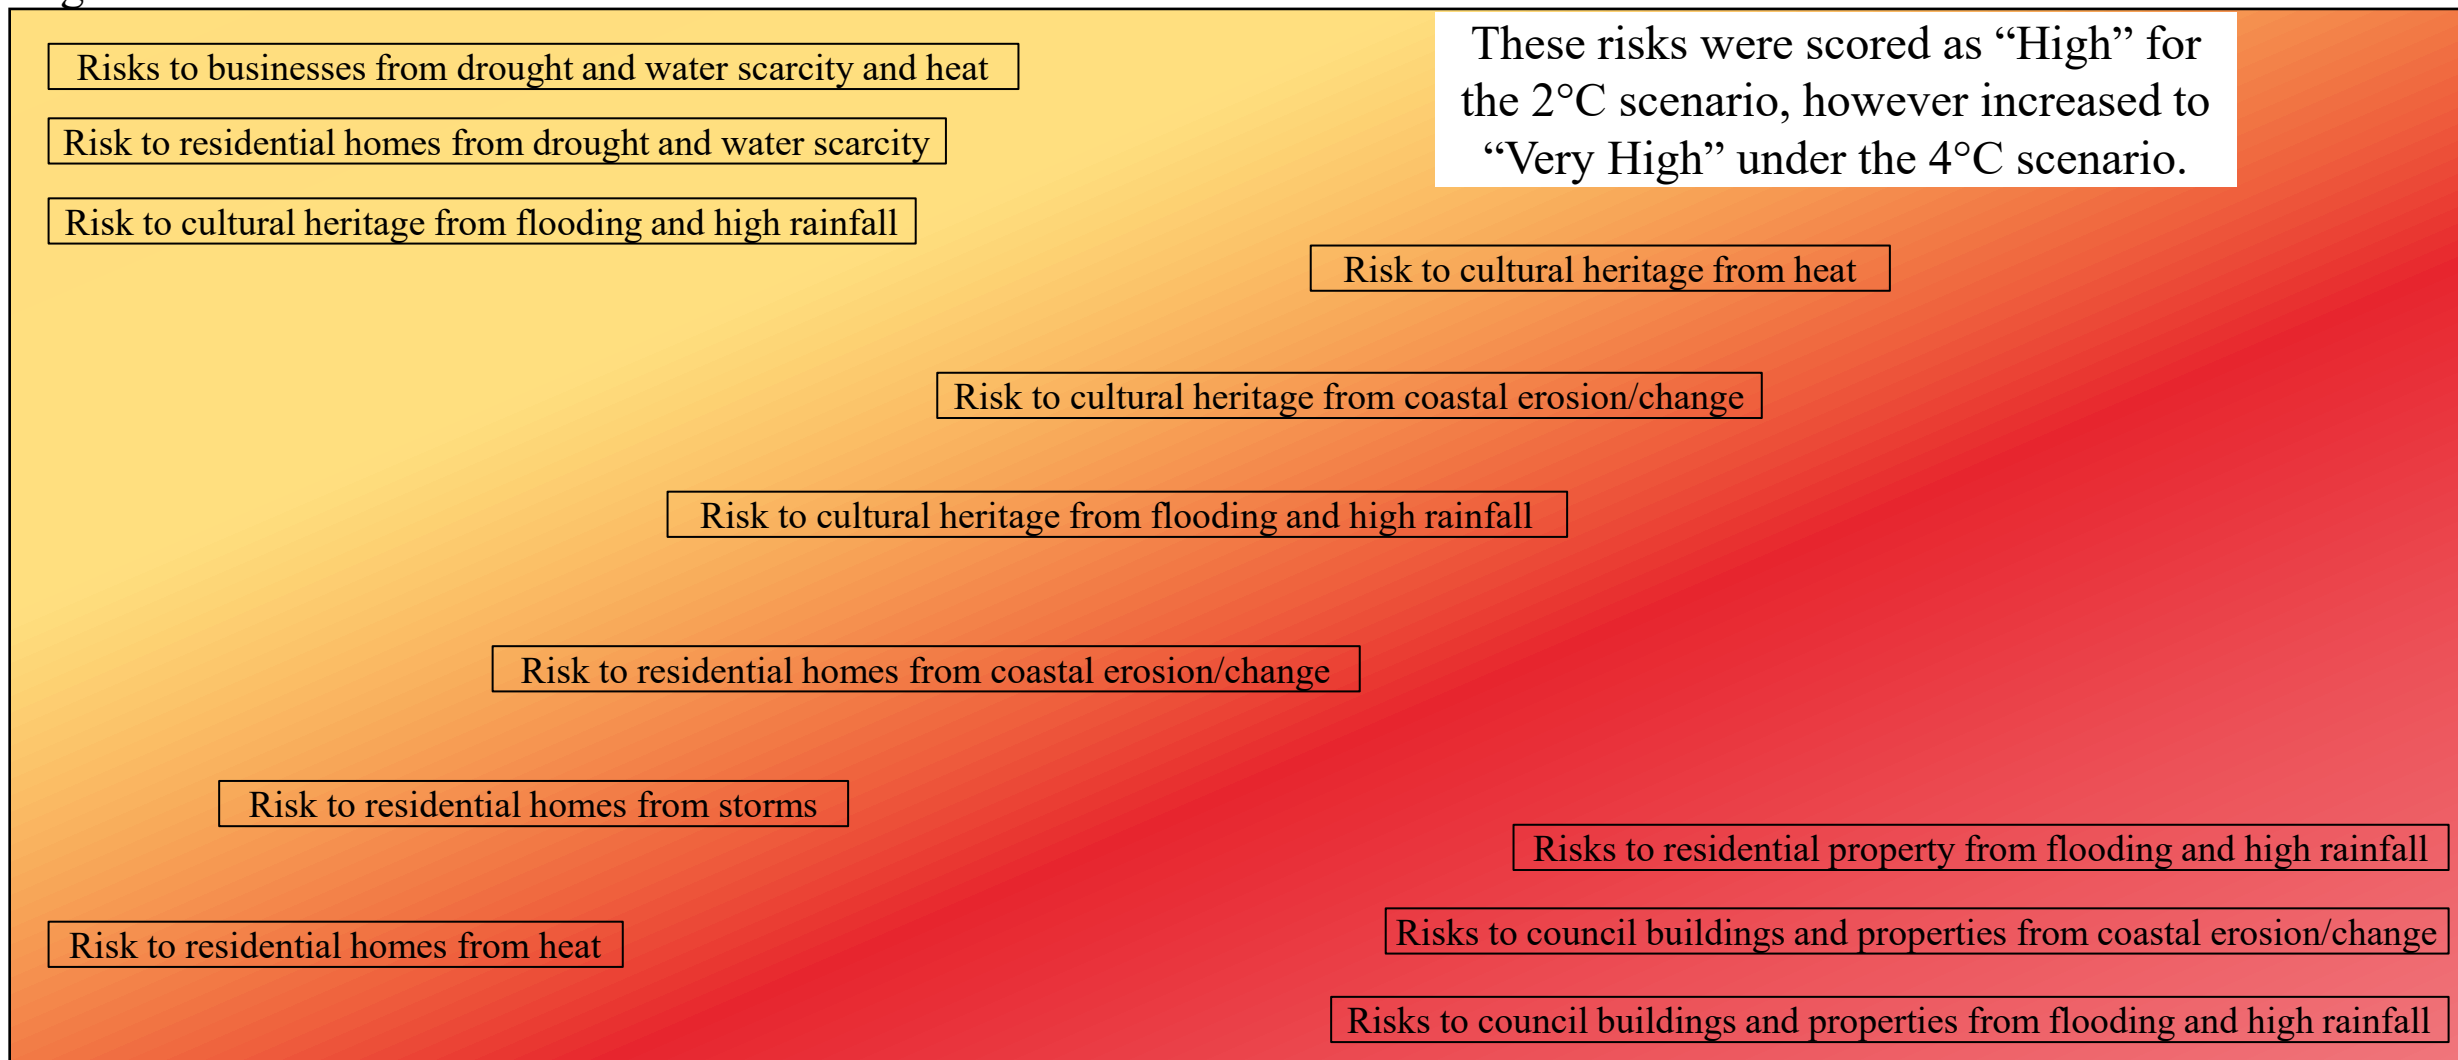 Risks to businesses from drought and water scarcity and heat
Risk to residential homes from drought and water scarcity
Risk to cultural heritage from flooding and high rainfall
These risks were scored as “High” for
the 2°C scenario, however increased to
“Very High” under the 4°C scenario.
Risk to cultural heritage from heat
Risk to cultural heritage from coastal erosion/change
Risk to cultural heritage from flooding and high rainfall
Risk to residential homes from coastal erosion/change
Risk to residential homes from storms
Risk to residential homes from heat
Risks to residential property from flooding and high rainfall
Risks to council buildings and properties from coastal erosion/change
Risks to council buildings and properties from flooding and high rainfall